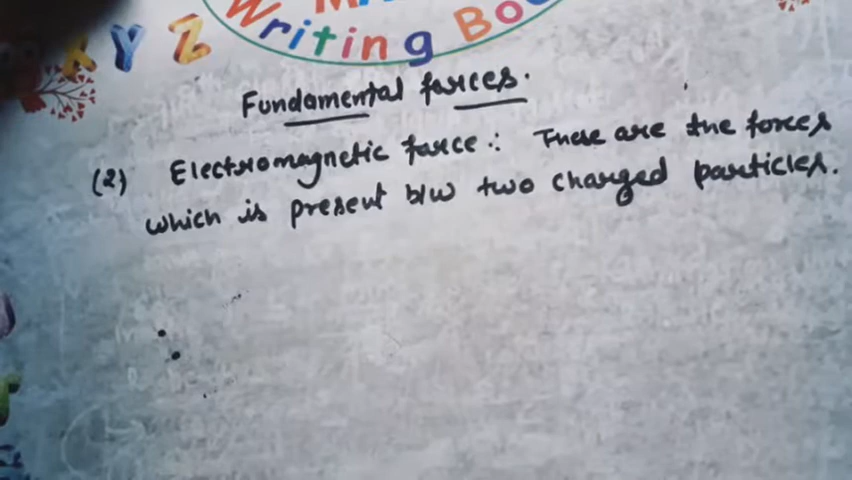 Writing Bo
X Y Z
Fundamental forces.
(2) Electromagnetic force:. These are the forces
which is present b/w two charged particles.